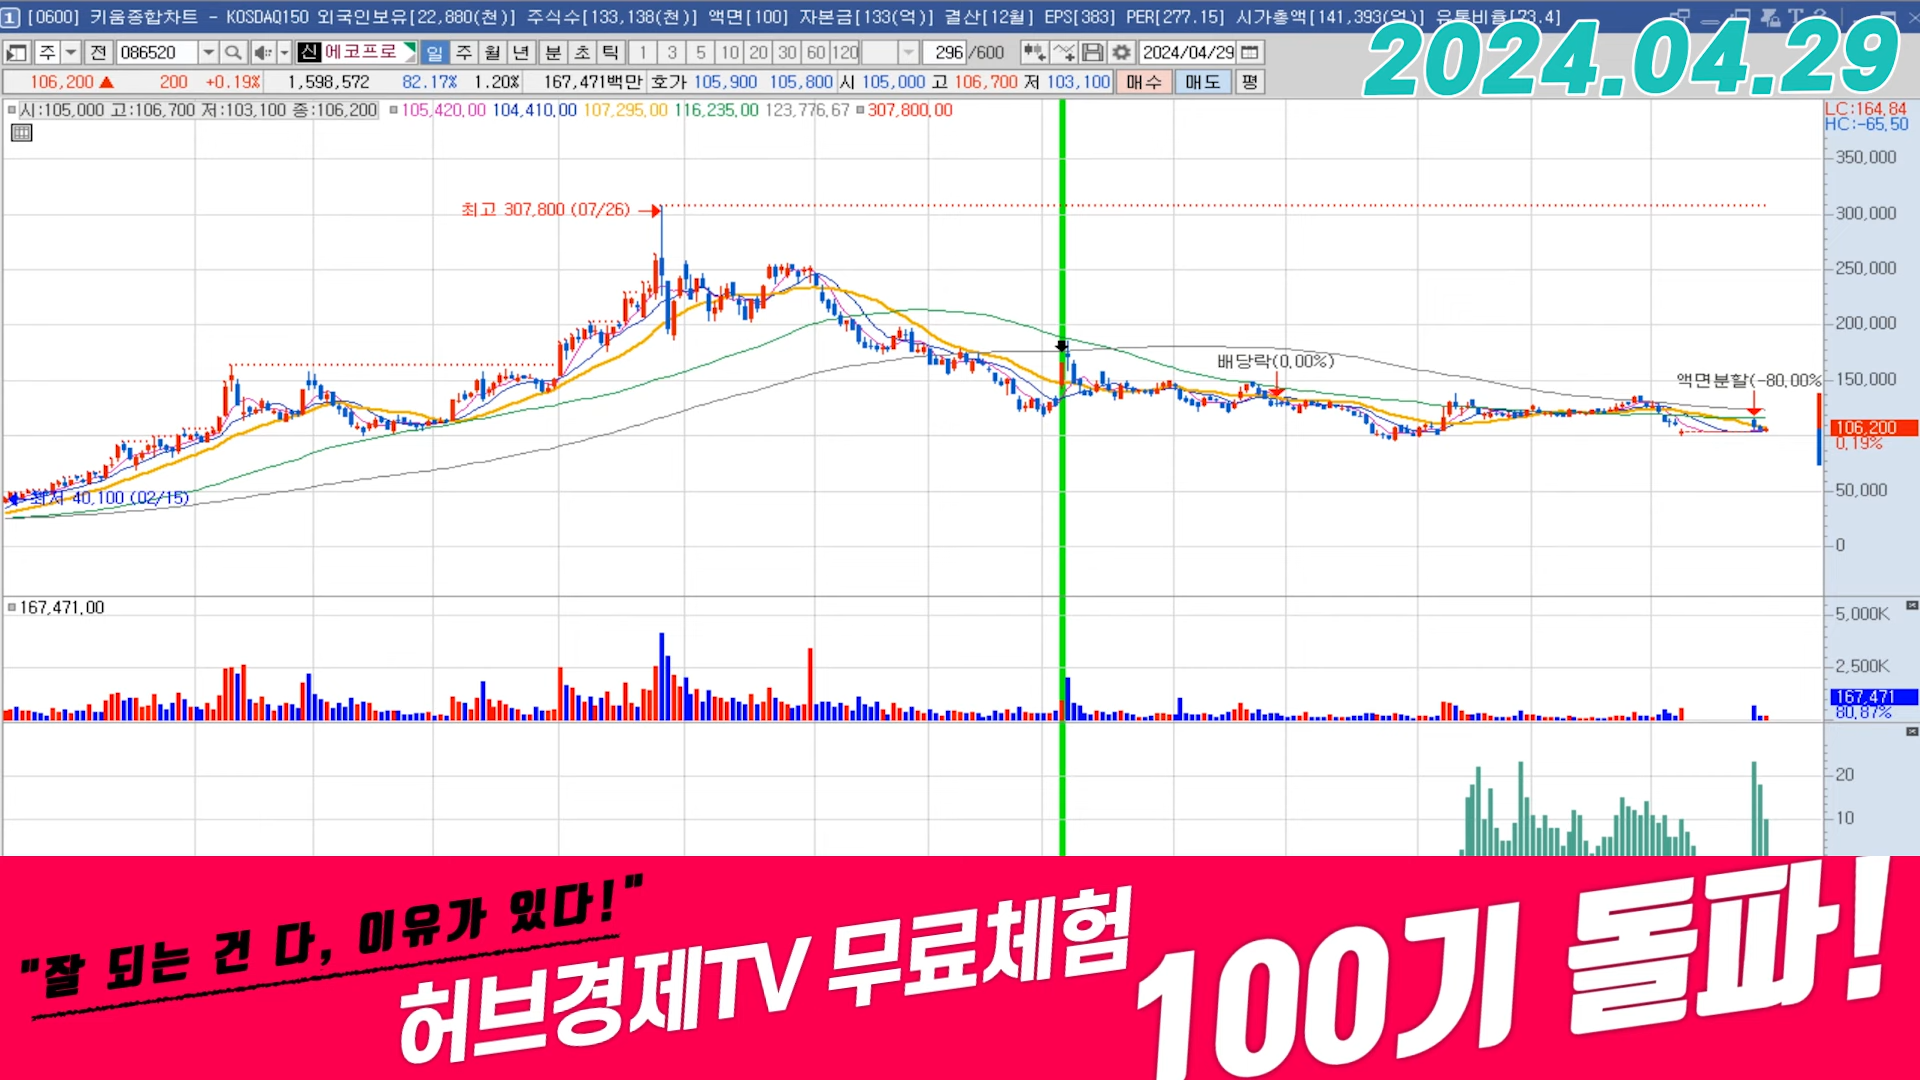 1 [0600] 키움종합차트 - KOSDAQ150 외국인보유[22,880(천)] 주식수[133,138(천)] 액면[100] 자본금[133(억)] 결산[12월] EPS[383] PER[277.15] 시가총액[141,393(억)] 유통비율[73.4]
2024.04.29
주 전 086520 신 에코프로 일 주 월 년 분 초 틱 1 3 5 10 20 30 60 120 296 /600 2024/04/29
106,200 ▲ 200 +0.19% 1,598,572 82.17% 1.20% 167,471백만 호가 105,900 105,800 시 105,000 고 106,700 저 103,100 매수 매도 평
시:105,000 고:106,700 저:103,100 종:106,200 105,420.00 104,410.00 107,295.00 116,235.00 123,776.67 307,800.00
LC:164.84
HC:-65.50
350,000
최고 307,800 (07/26)
300,000
250,000
200,000
배당락(0.00%)
액면분할(-80.00%)
150,000
106,200
0.19%
최저 40,100 (02/15)
50,000
0
167,471.00
5,000K
2,500K
167,471
80.87%
20
10
"잘 되는 건 다, 이유가 있다!"
허브경제TV 무료체험
100기 돌파!